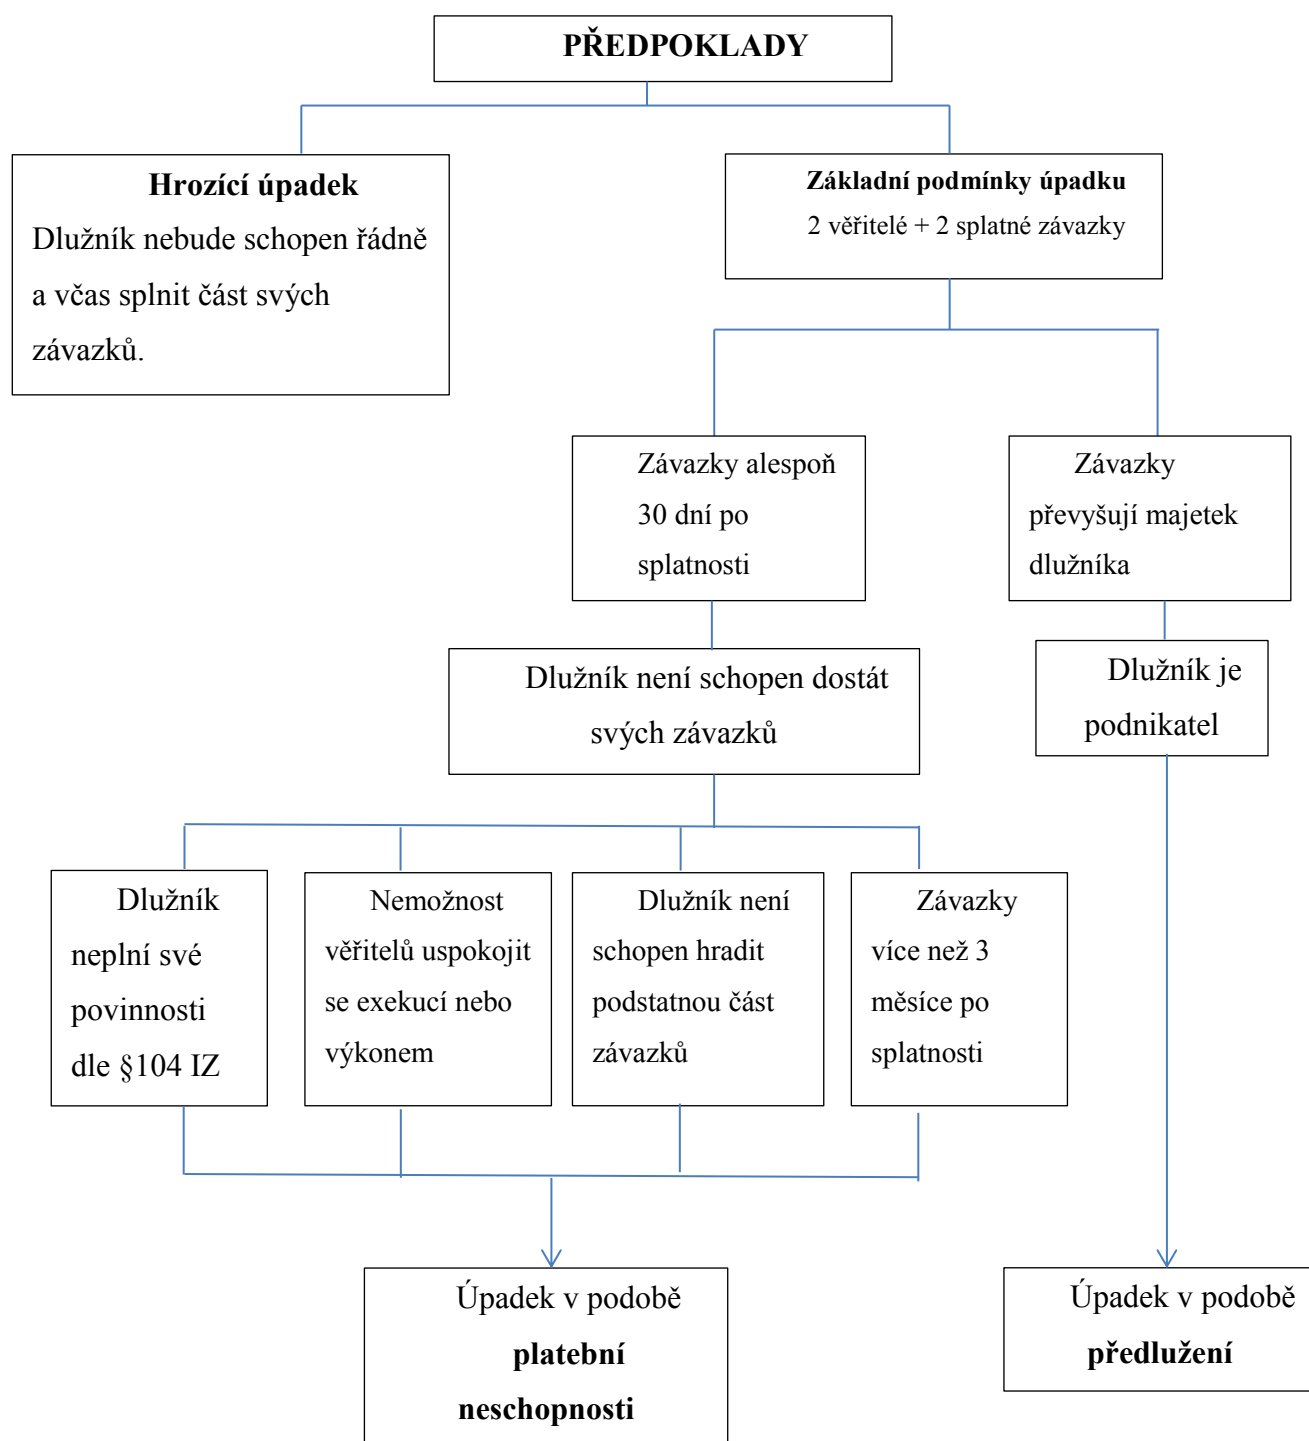 PŘEDPOKLADY
Hrozící úpadek
Dlužník nebude schopen řádně
a včas splnit část svých
závazků.
Základní podmínky úpadku
2 věřitelé + 2 splatné závazky
Závazky alespoň
30 dní po
splatnosti
Závazky
převyšují majetek
dlužníka
Dlužník není schopen dostát
svých závazků
Dlužník je
podnikatel
Dlužník
neplní své
povinnosti
dle §104 IZ
Nemožnost
věřitelů uspokojit
se exekucí nebo
výkonem
Dlužník není
schopen hradit
podstatnou část
závazků
Závazky
více než 3
měsíce po
splatnosti
Úpadek v podobě
platební
neschopnosti
Úpadek v podobě
předlužení